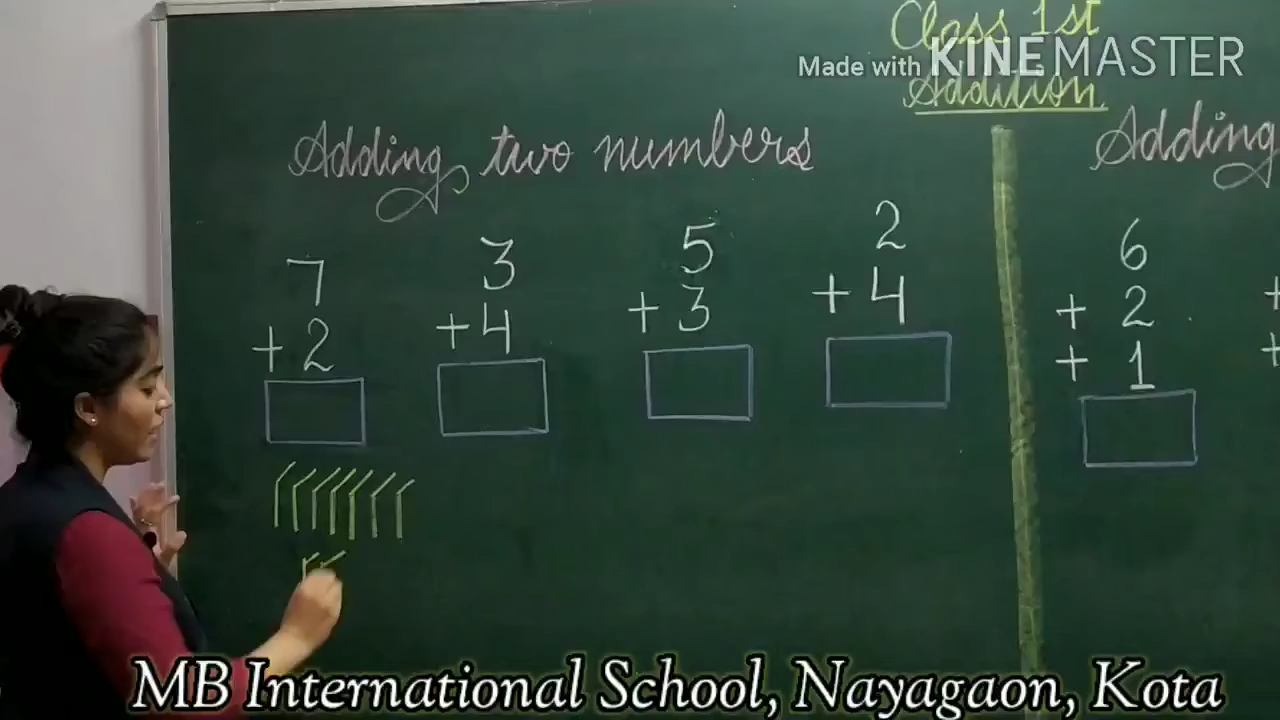 Class 1st
Made with KINEMASTER
Addition
Adding two numbers
Adding
7
+ 2
3
+ 4
5
+ 3
2
+ 4
6
+ 2
+ 1
+
+
MB International School, Nayagaon, Kota